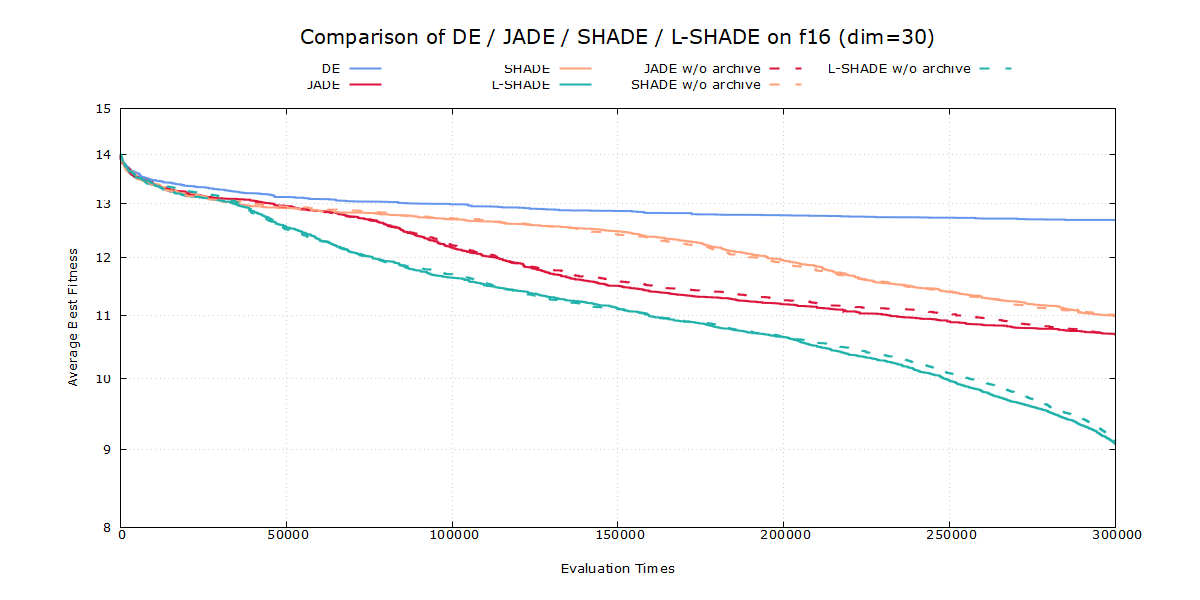 Comparison of DE / JADE / SHADE / L-SHADE on f16 (dim=30)
DE SHADE JADE w/o archive L-SHADE w/o archive
JADE L-SHADE SHADE w/o archive
15
14
13
12
11
10
9
8
Average Best Fitness
0 50000 100000 150000 200000 250000 300000
Evaluation Times